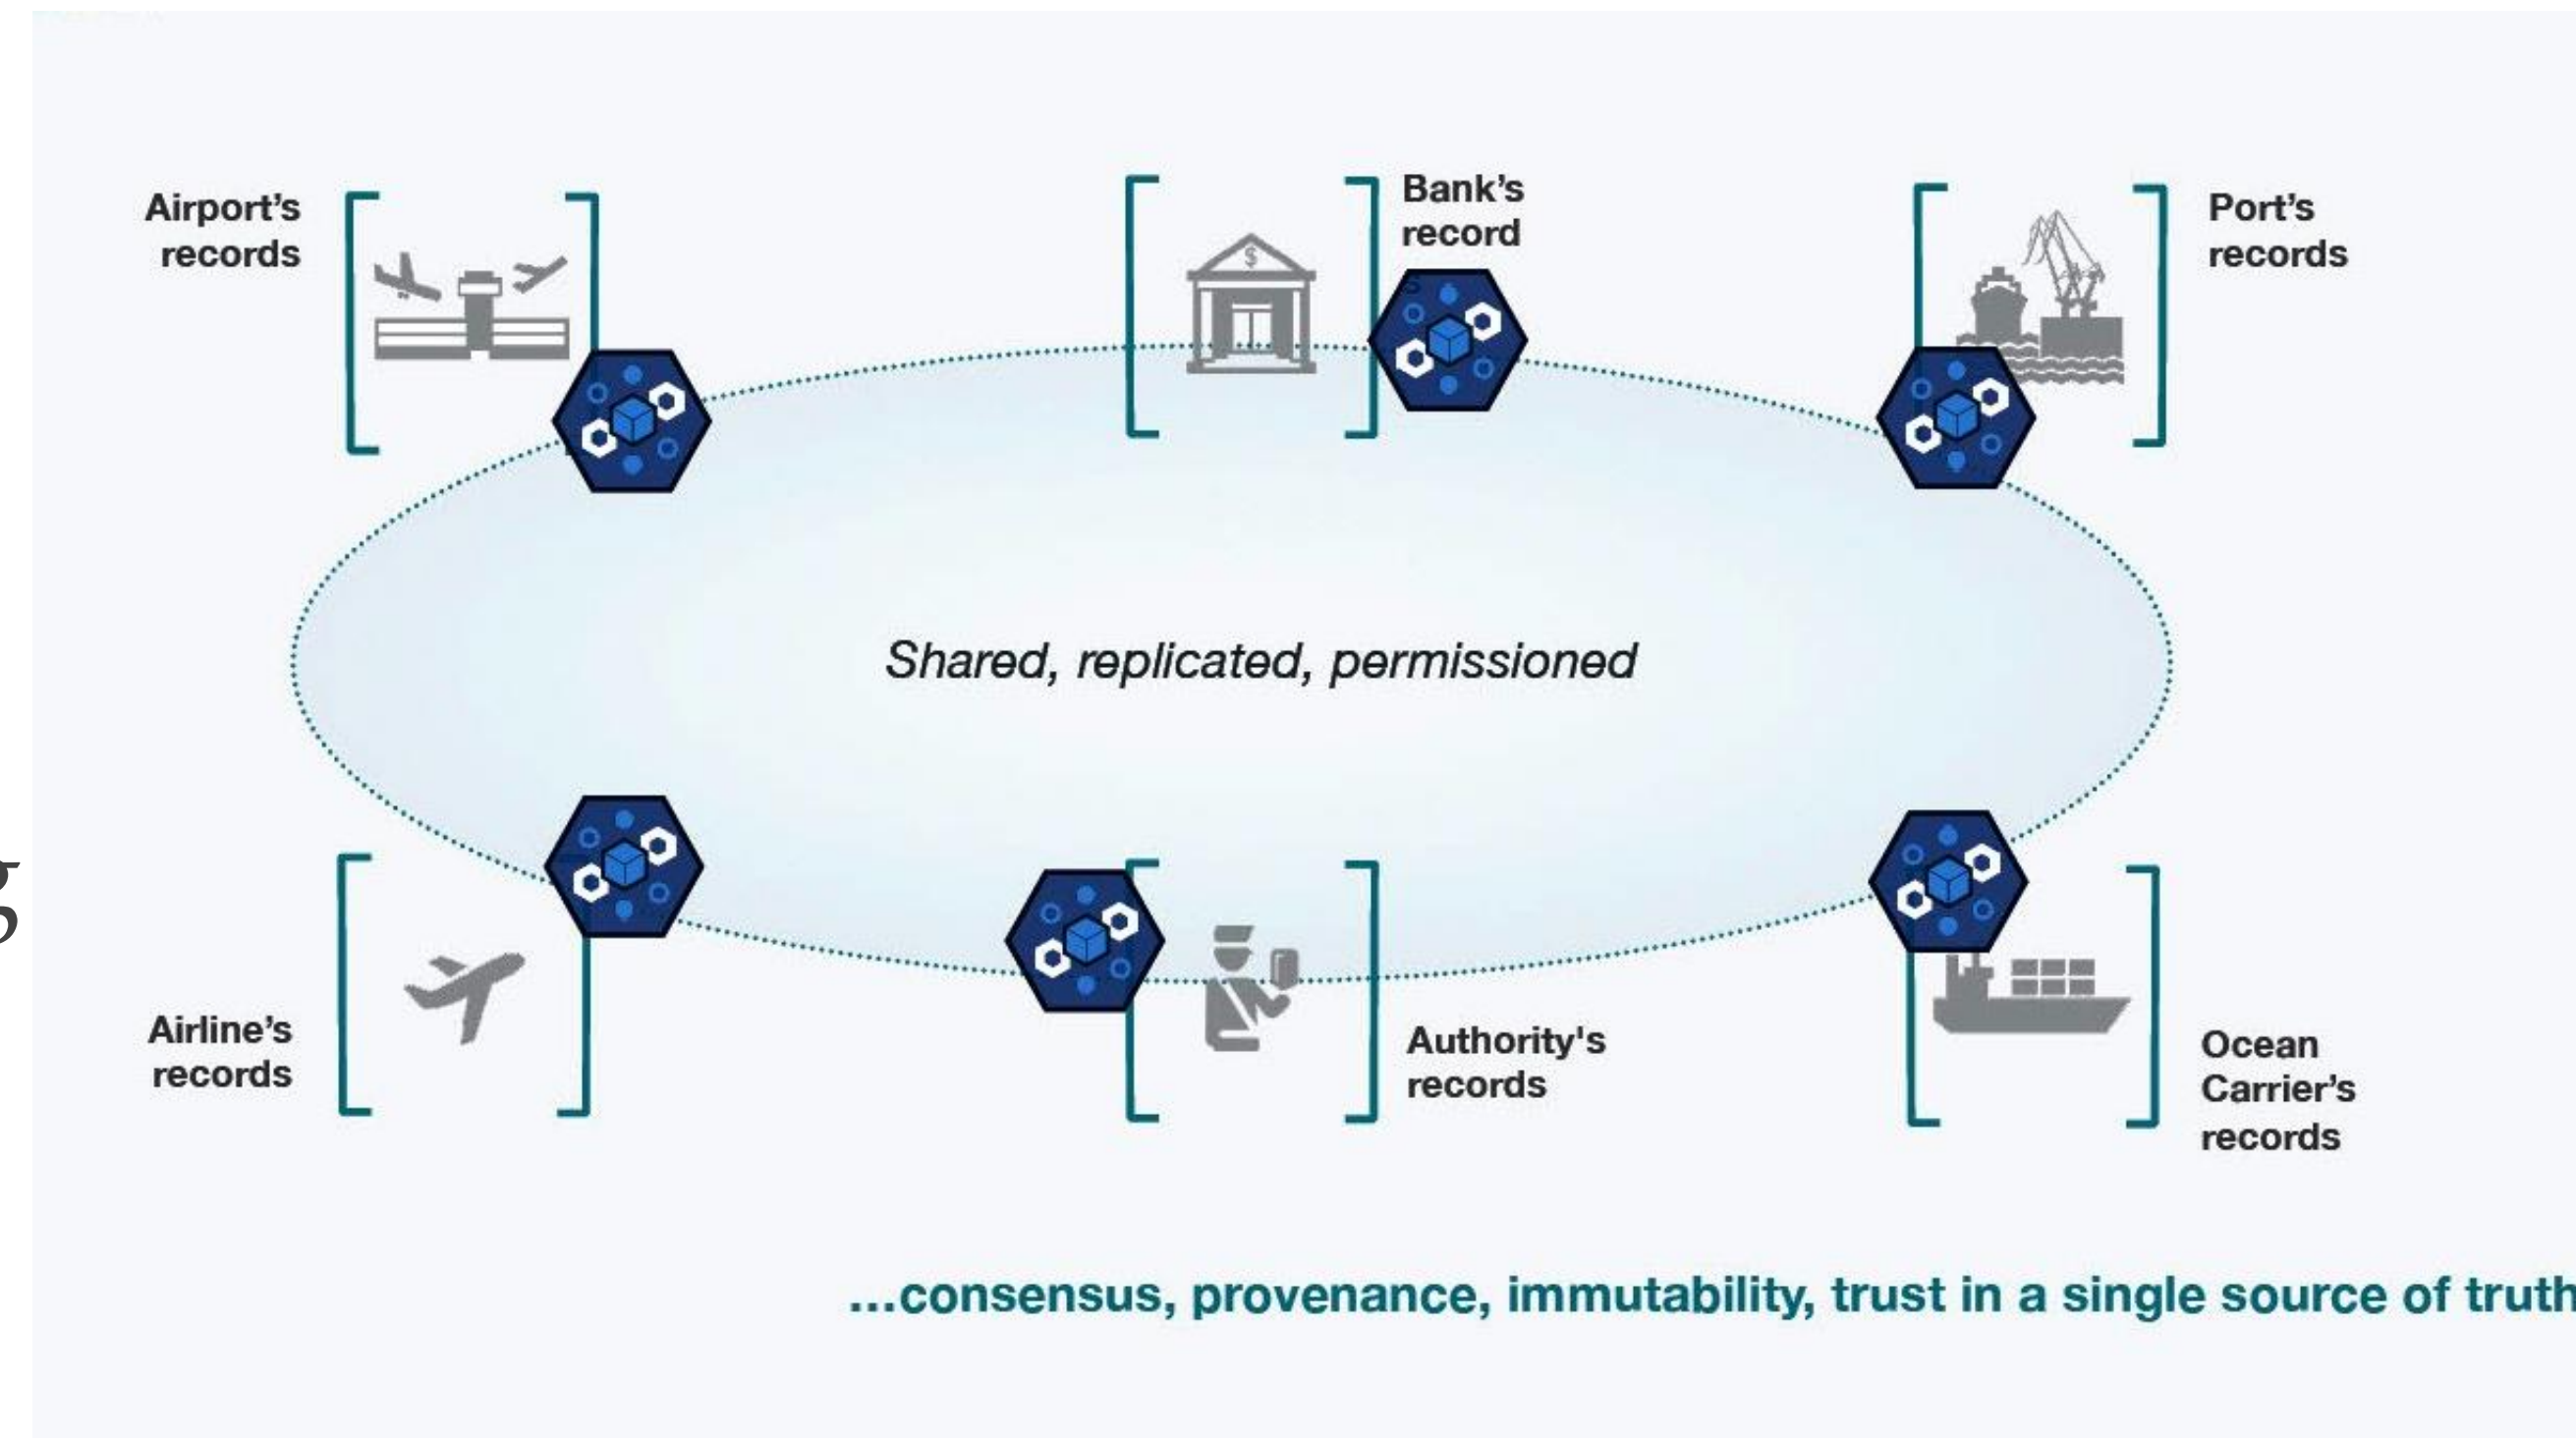 Airport's
records
Bank's
record
s
Port's
records
$
Shared, replicated, permissioned
g
Airline's
records
Authority's
records
Ocean
Carrier's
records
...consensus, provenance, immutability, trust in a single source of truth